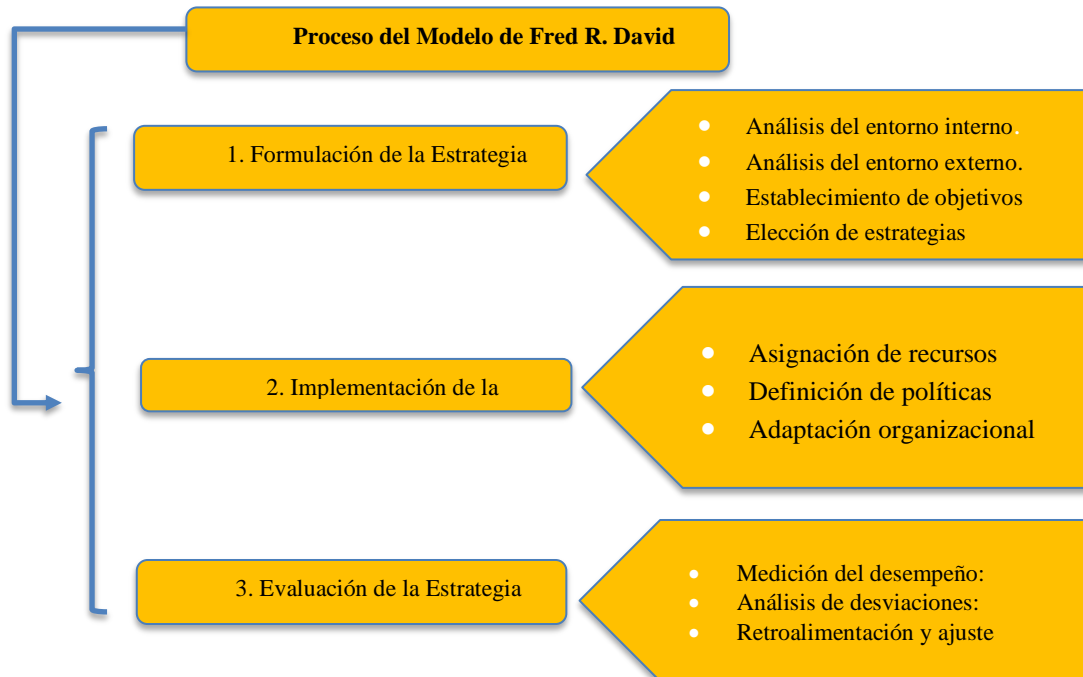 Proceso del Modelo de Fred R. David
1. Formulación de la Estrategia
Análisis del entorno interno.
Análisis del entorno externo.
Establecimiento de objetivos
Elección de estrategias
2. Implementación de la
Asignación de recursos
Definición de políticas
Adaptación organizacional
3. Evaluación de la Estrategia
Medición del desempeño:
Análisis de desviaciones:
Retroalimentación y ajuste